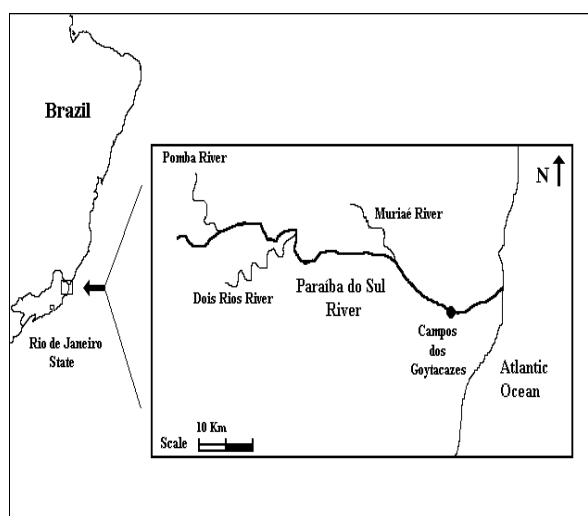 Brazil
Rio de Janeiro
State
Pomba River
N
Muriaé River
Dois Rios River
Paraíba do Sul
River
Campos
dos
Goytacazes
Atlantic
Ocean
10 Km
Scale